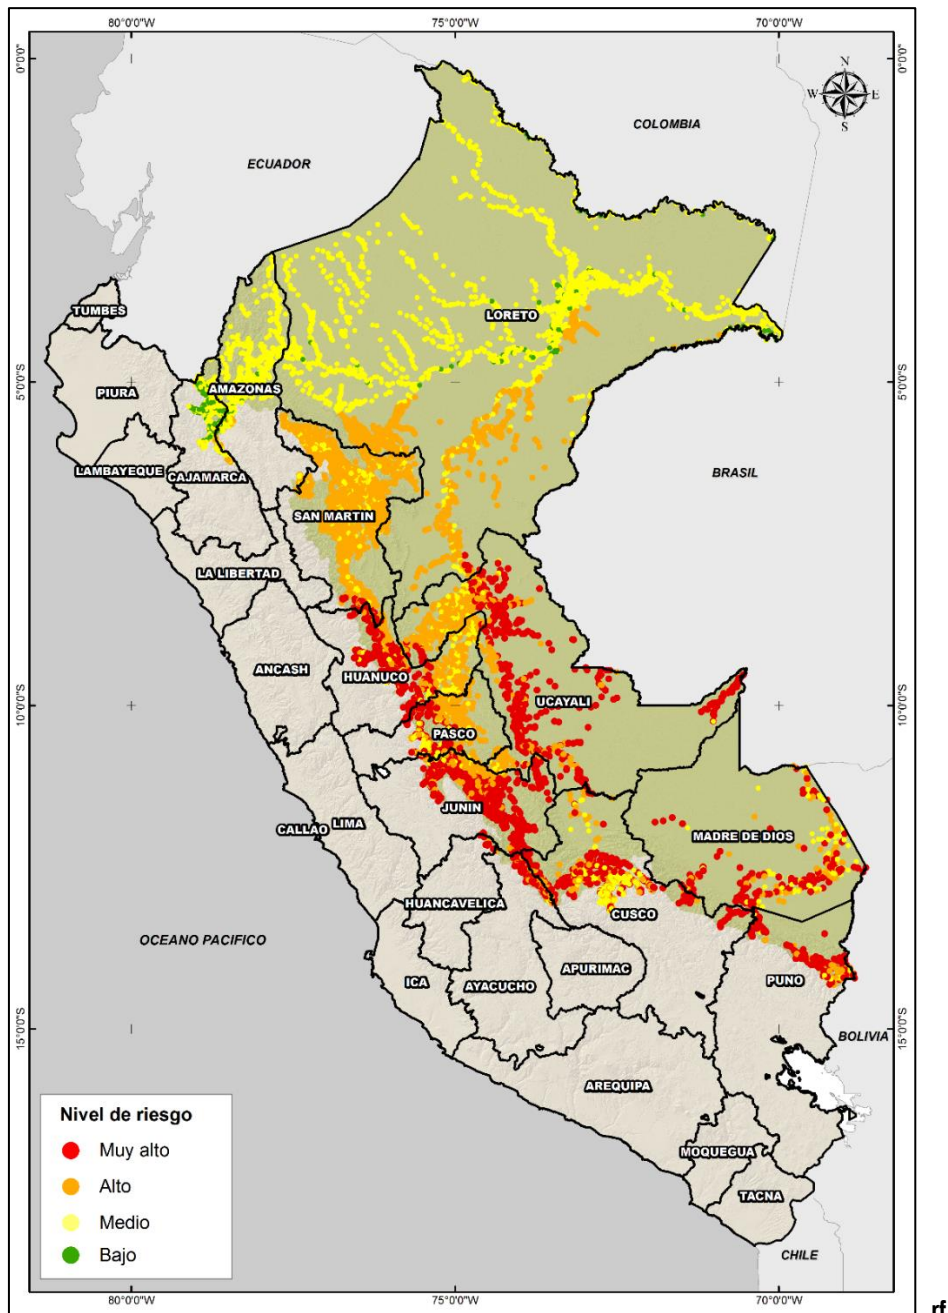 80°0'0"W 75°0'0"W 70°0'0"W
0°0'0"
0°0'0"
N
W E
S
COLOMBIA
ECUADOR
TUMBES
LORETO
5°0'0"S
5°0'0"S
PIURA
AMAZONAS
BRASIL
LAMBAYEQUE
CAJAMARCA
SAN MARTIN
LA LIBERTAD
ANCASH
HUANUCO
UCAYALI
10°0'0"S
10°0'0"S
PASCO
JUNIN
CALLAO
LIMA
MADRE DE DIOS
HUANCAVELICA
CUSCO
OCEANO PACIFICO
APURIMAC
ICA
AYACUCHO
PUNO
15°0'0"S
15°0'0"S
BOLIVIA
AREQUIPA
Nivel de riesgo
Muy alto
Alto
Medio
Bajo
MOQUEGUA
TACNA
CHILE
80°0'0"W 75°0'0"W 70°0'0"W
rf